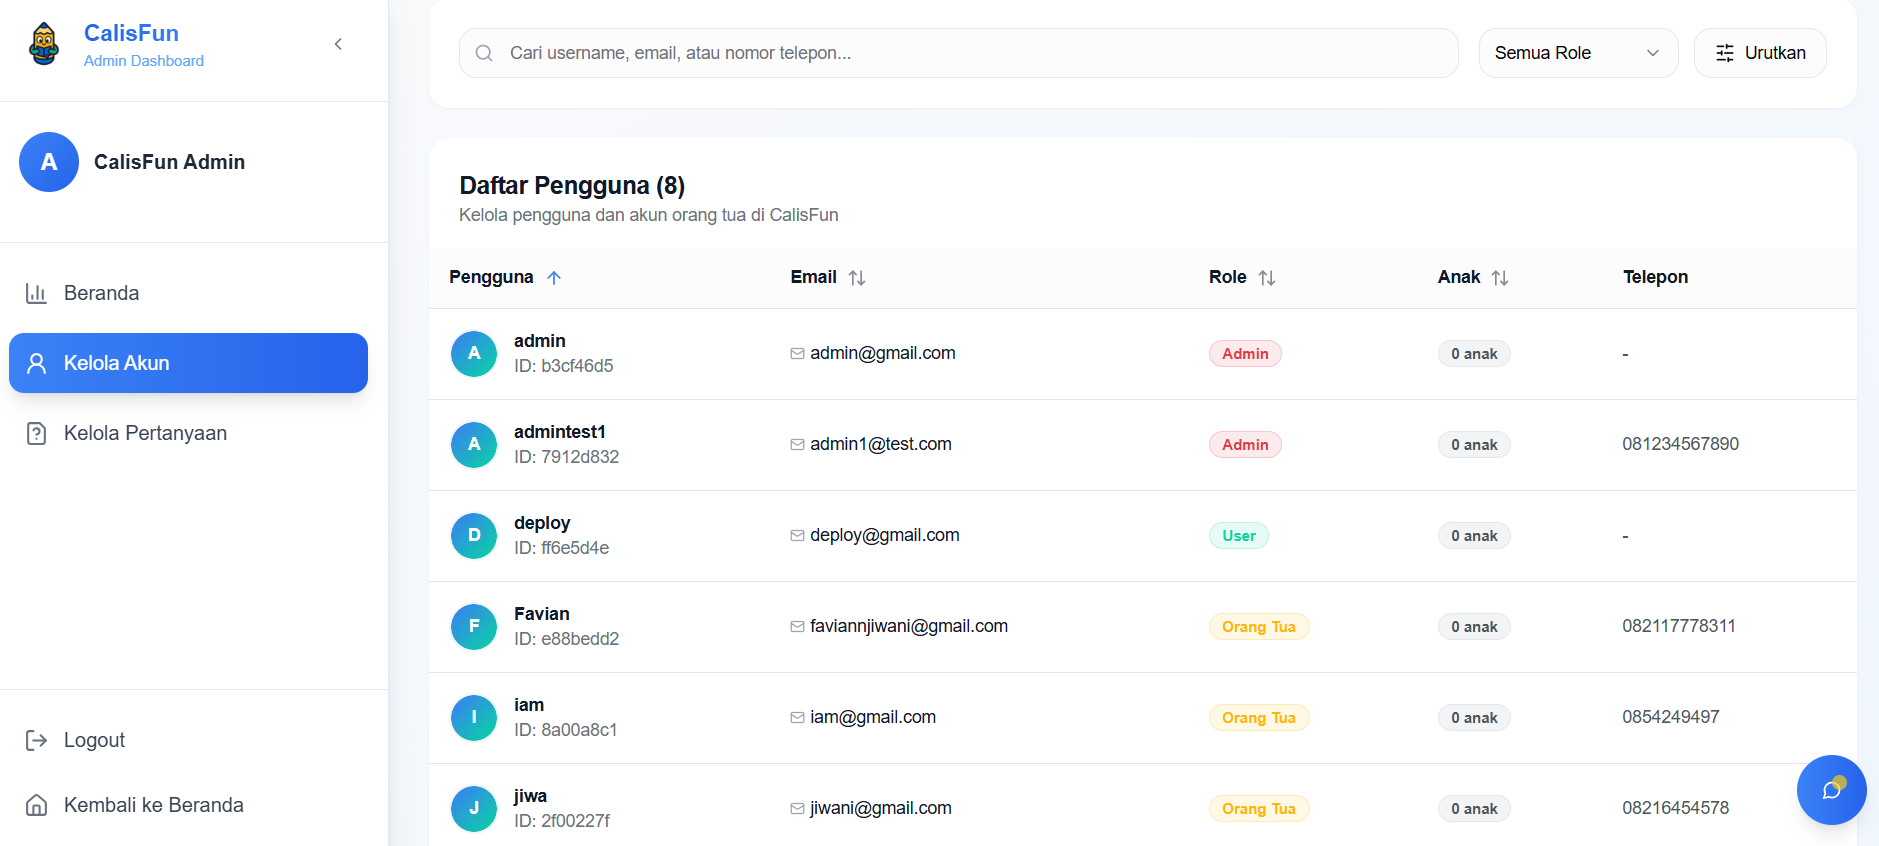 CalisFun
Admin Dashboard
A
CalisFun Admin
Beranda
Kelola Akun
Kelola Pertanyaan
Logout
Kembali ke Beranda
Cari username, email, atau nomor telepon...
Semua Role
Urutkan
Daftar Pengguna (8)
Kelola pengguna dan akun orang tua di CalisFun
Pengguna Email Role Anak Telepon
A admin admin@gmail.com Admin 0 anak -
ID: b3cf46d5
A admintest1 admin1@test.com Admin 0 anak 081234567890
ID: 7912d832
D deploy deploy@gmail.com User 0 anak -
ID: ff6e5d4e
F Favian faviannjiwani@gmail.com Orang Tua 0 anak 082117778311
ID: e88bedd2
I iam iam@gmail.com Orang Tua 0 anak 0854249497
ID: 8a00a8c1
J jiwa jiwani@gmail.com Orang Tua 0 anak 08216454578
ID: 2f00227f